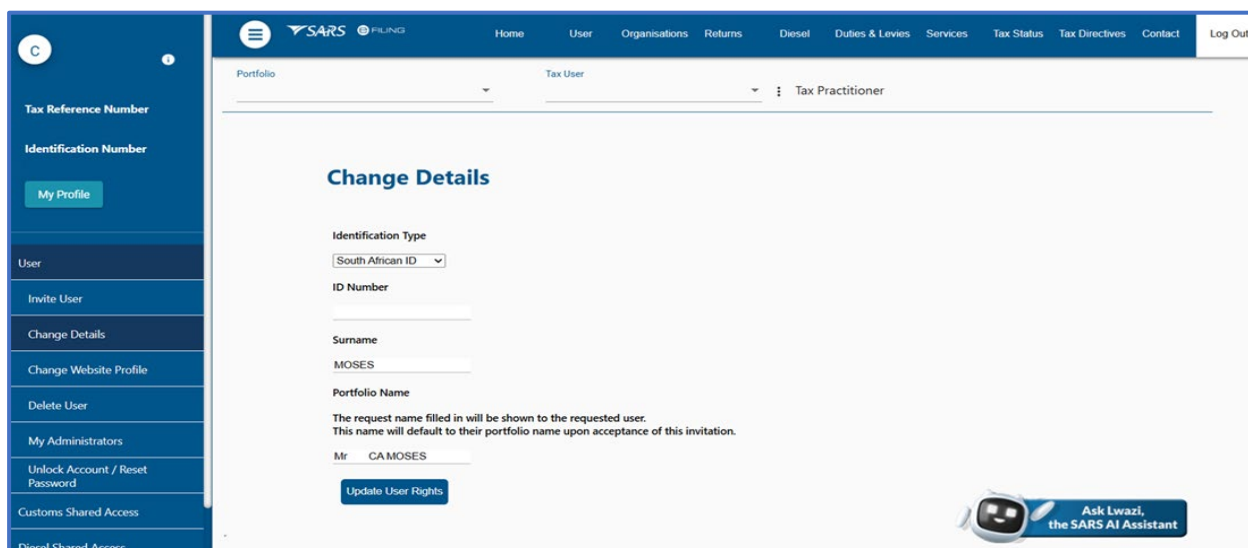 C
i
Tax Reference Number
Identification Number
My Profile
User
Invite User
Change Details
Change Website Profile
Delete User
My Administrators
Unlock Account / Reset
Password
Customs Shared Access
Diesel Shared Access
SARS eFILING
Home User Organisations Returns Diesel Duties & Levies Services Tax Status Tax Directives Contact Log Out
Portfolio Tax User
Tax Practitioner
Change Details
Identification Type
South African ID
ID Number
Surname
MOSES
Portfolio Name
The request name filled in will be shown to the requested user.
This name will default to their portfolio name upon acceptance of this invitation.
Mr CA MOSES
Update User Rights
Ask Lwazi,
the SARS AI Assistant